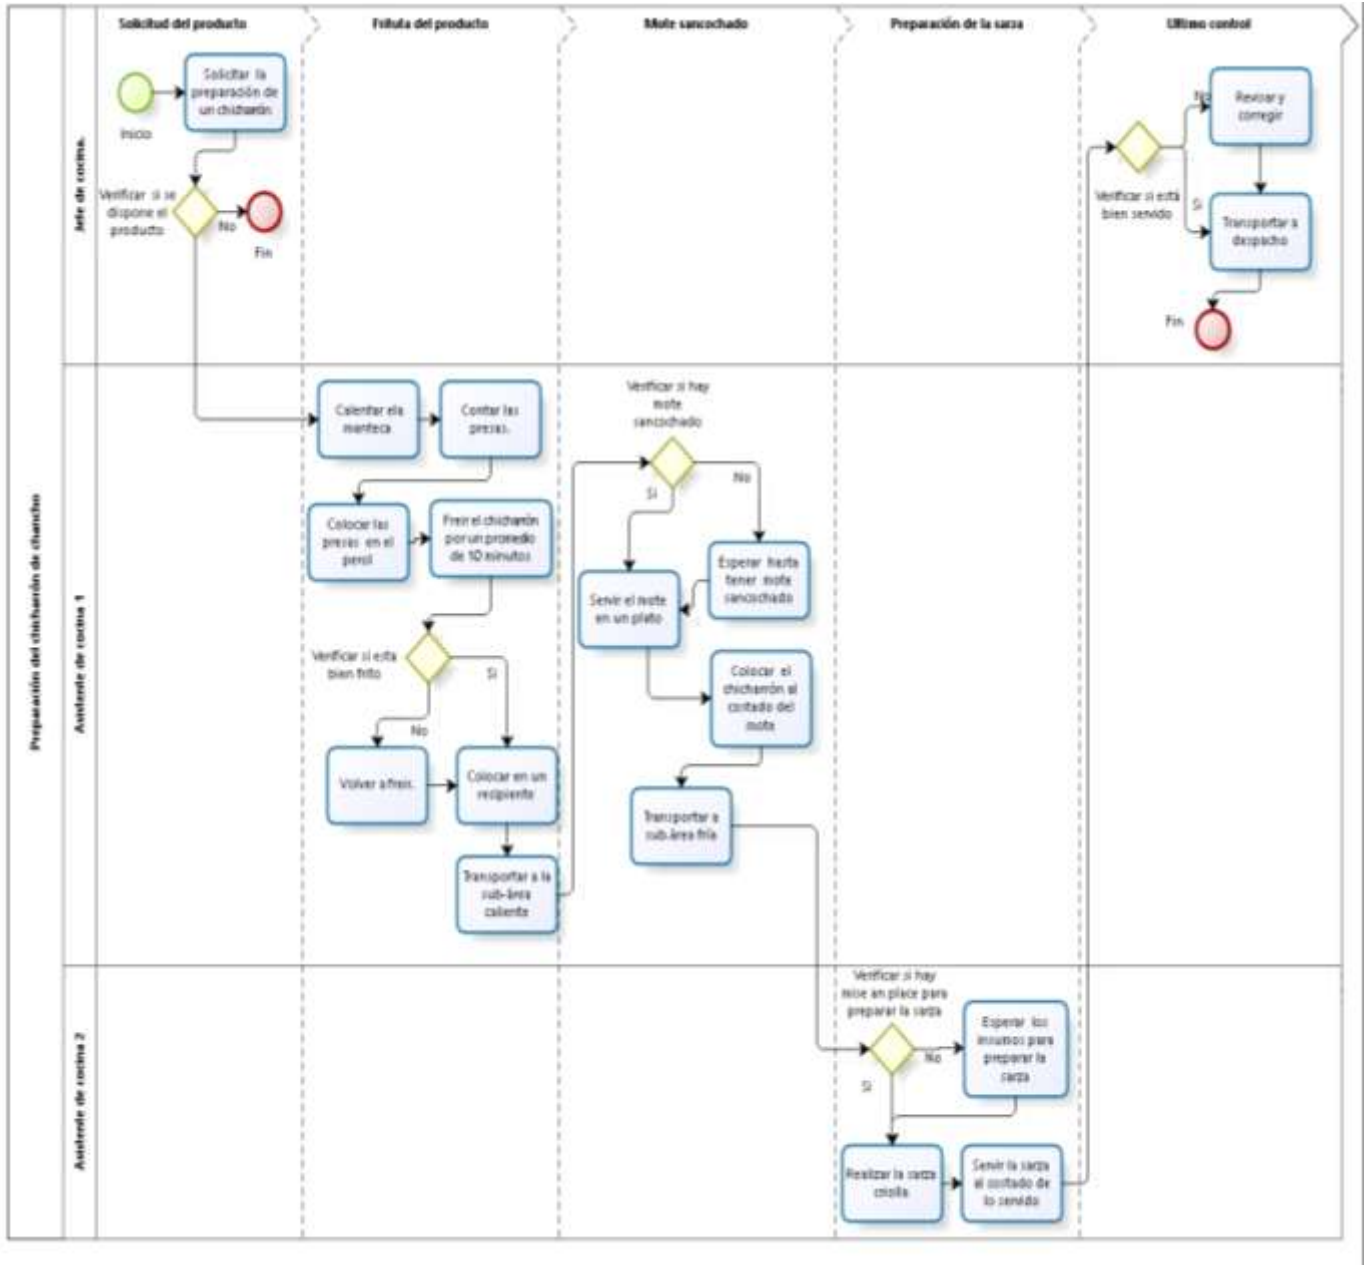 Solicitud del producto
Fritura del producto
Mote sancochado
Preparación de la sarza
Ultimo control
Preparación del chicharrón de chancho
Jefe de cocina.
Inicio
Solicitar la
preparación de
un chicharrón
Verificar si se
dispone el
producto
No
Fin
Verificar si está
bien servido
No
Revisar y
corregir
Si
Transportar a
despacho
Fin
Asistente de cocina 1
Calentar ela
manteca
Contar las
presas.
Colocar las
presas en el
perol
Freir el chicharrón
por un promedio
de 10 minutos
Verificar si esta
bien frito
Si
No
Volver a freir.
Colocar en un
recipiente
Transportar a la
sub-área
caliente
Verificar si hay
mote
sancochado
Si
No
Esperar hasta
tener mote
sancochado
Servir el mote
en un plato
Colocar el
chicharrón al
costado del
mote
Transportar a
sub.área fría
Asistente de cocina 2
Verificar si hay
mise an place para
preparar la sarza
No
Si
Esperar los
insumos para
preparar la
sarza
Realizar la sarza
criolla
Servir la sarza
al costado de
lo servido